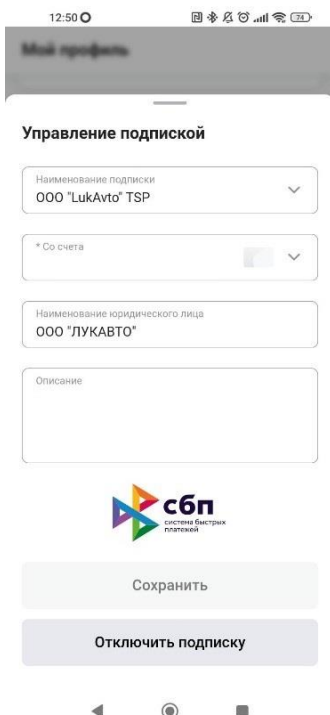 12:50
74
Мой профиль
Управление подпиской
Наименование подписки
ООО "LukAvto" TSP
* Со счета
Наименование юридического лица
ООО "ЛУКАВТО"
Описание
сбп
система быстрых
платежей
Сохранить
Отключить подписку